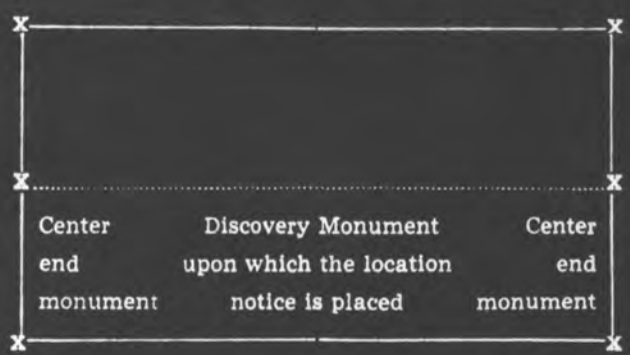 X X
X X
Center Discovery Monument Center
end upon which the location end
monument notice is placed monument
X X